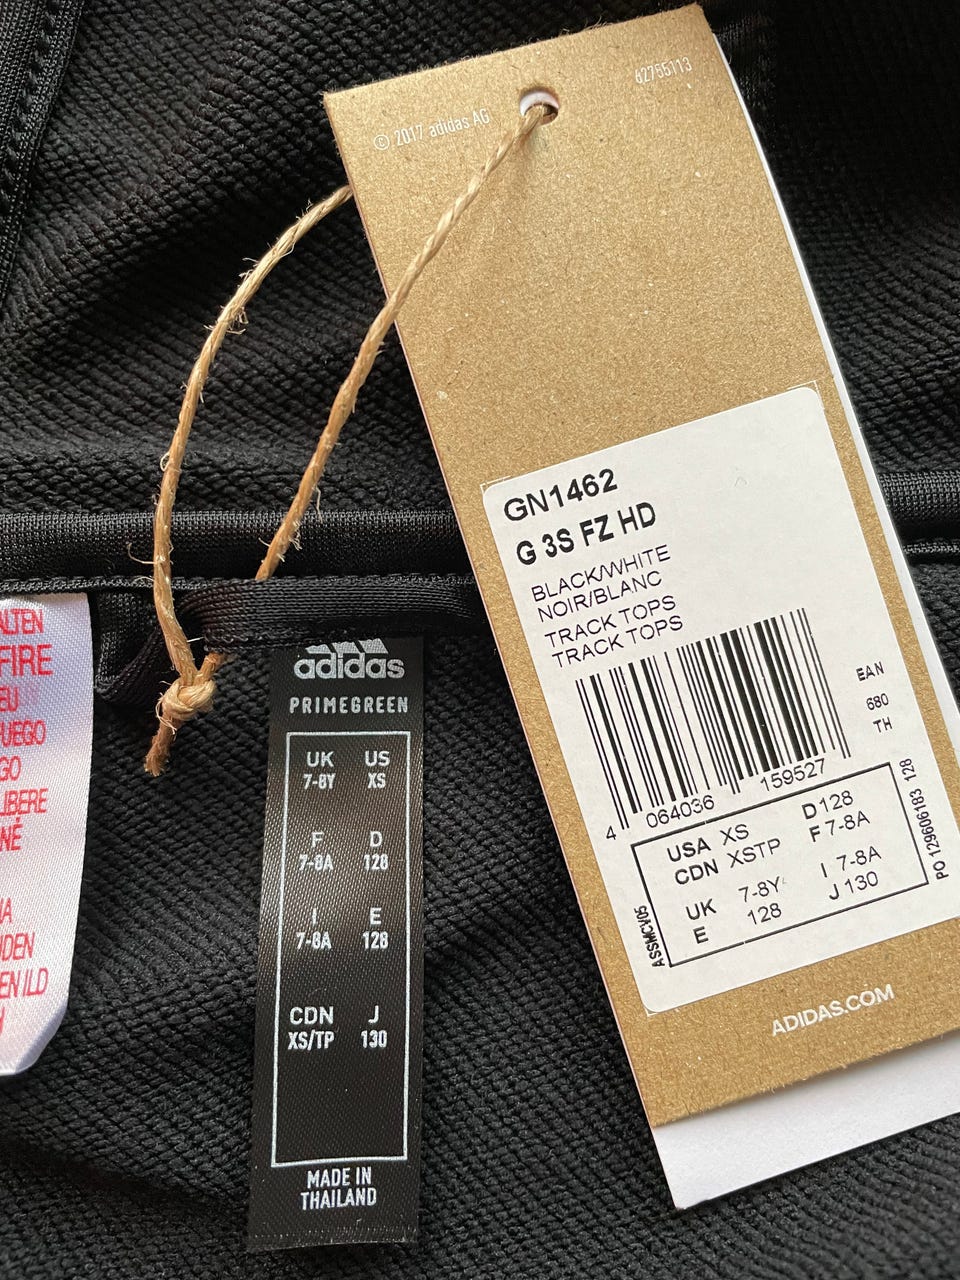 © 2017 adidas AG
62755113
GN1462
G 3S FZ HD
BLACK/WHITE
NOIR/BLANC
TRACK TOPS
TRACK TOPS
EAN
680
TH
4 064036 159527
USA XS D 128
CDN XSTP F 7-8A
UK 7-8Y I 7-8A
E 128 J 130
ASSMCV05
PO 129606183 128
ADIDAS.COM
adidas
PRIMEGREEN
UK US
7-8Y XS
F D
7-8A 128
I E
7-8A 128
CDN J
XS/TP 130
MADE IN
THAILAND
FIRE